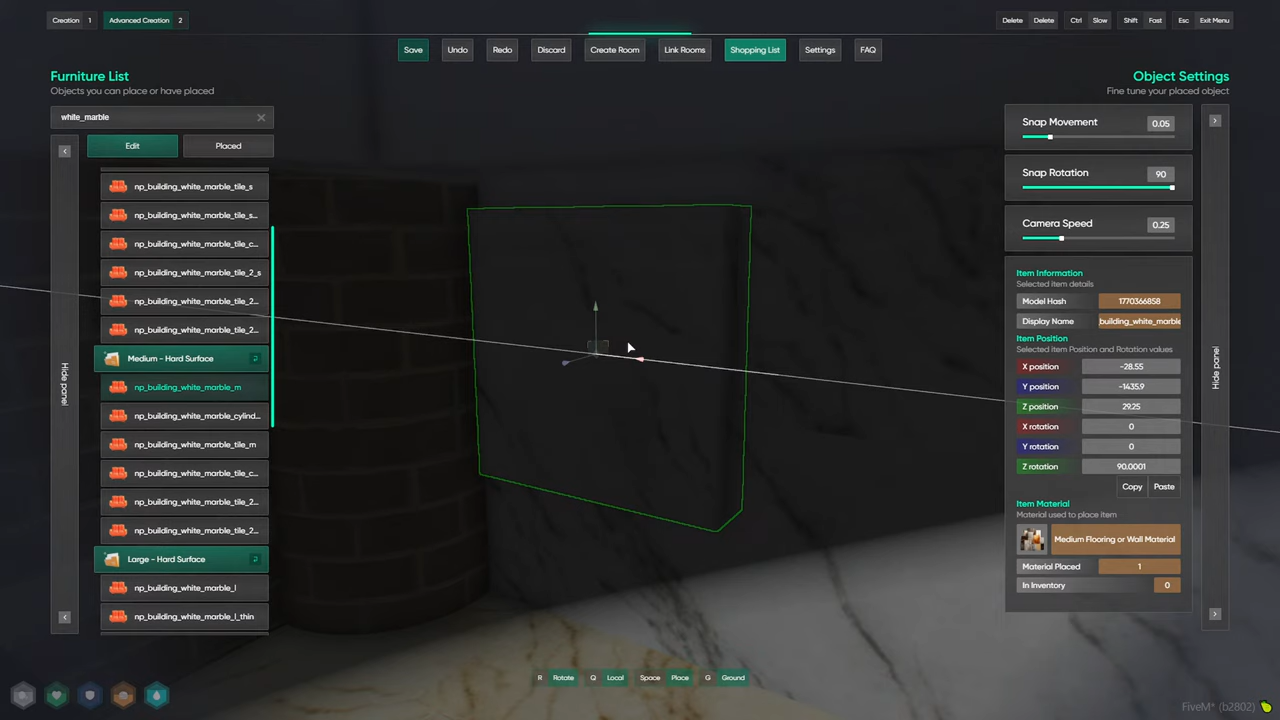 Creation 1 Advanced Creation 2
Delete Delete Ctrl Slow Shift Fast Esc Exit Menu
Save Undo Redo Discard Create Room Link Rooms Shopping List Settings FAQ
Furniture List
Objects you can place or have placed
white_marble
Edit Placed
Hide panel
np_building_white_marble_tile_s
np_building_white_marble_tile_s...
np_building_white_marble_tile_c...
np_building_white_marble_tile_2_s
np_building_white_marble_tile_2...
np_building_white_marble_tile_2...
Medium - Hard Surface
np_building_white_marble_m
np_building_white_marble_cylind...
np_building_white_marble_tile_m
np_building_white_marble_tile_c...
np_building_white_marble_tile_2...
np_building_white_marble_tile_2...
Large - Hard Surface
np_building_white_marble_l
np_building_white_marble_l_thin
Object Settings
Fine tune your placed object
Snap Movement 0.05
Snap Rotation 90
Camera Speed 0.25
Item Information
Selected item details
Model Hash 1770366858
Display Name building_white_marble
Item Position
Selected item Position and Rotation values
X position -28.55
Y position -1435.9
Z position 29.25
X rotation 0
Y rotation 0
Z rotation 90.0001
Copy Paste
Item Material
Material used to place item
Medium Flooring or Wall Material
Material Placed 1
In Inventory 0
Hide panel
R Rotate Q Local Space Place G Ground
FiveM* (b2802)